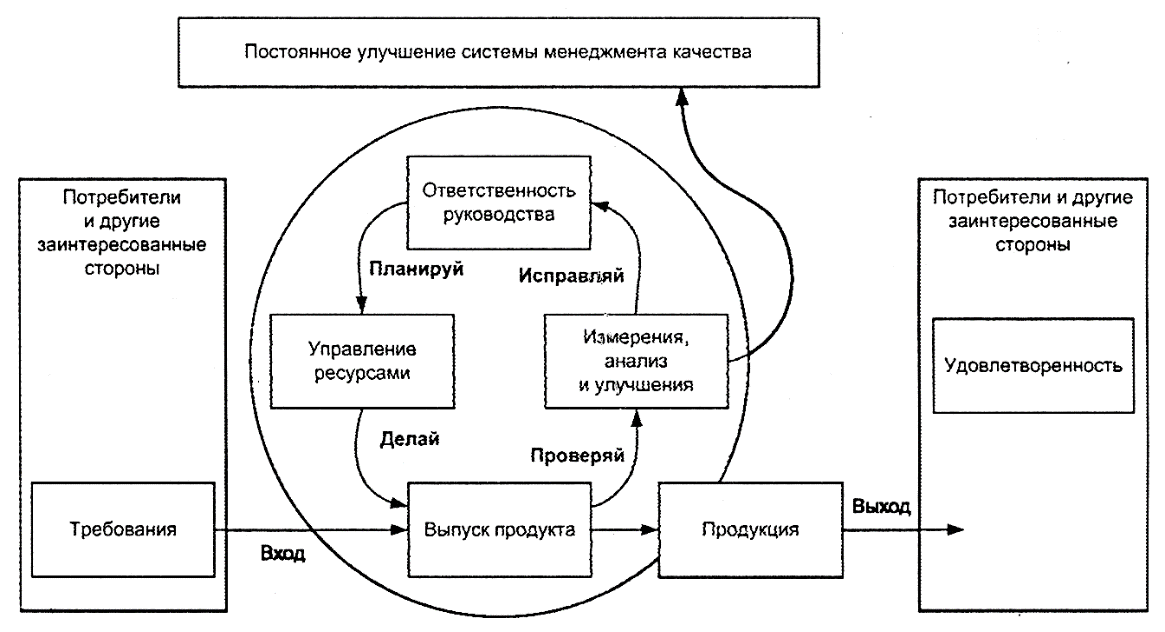 Постоянное улучшение системы менеджмента качества
Потребители
и другие
заинтересованные
стороны
Ответственность
руководства
Потребители и другие
заинтересованные
стороны
Планируй
Исправляй
Управление
ресурсами
Измерения,
анализ
и улучшения
Удовлетворенность
Делай
Проверяй
Требования
Вход
Выпуск продукта
Продукция
Выход